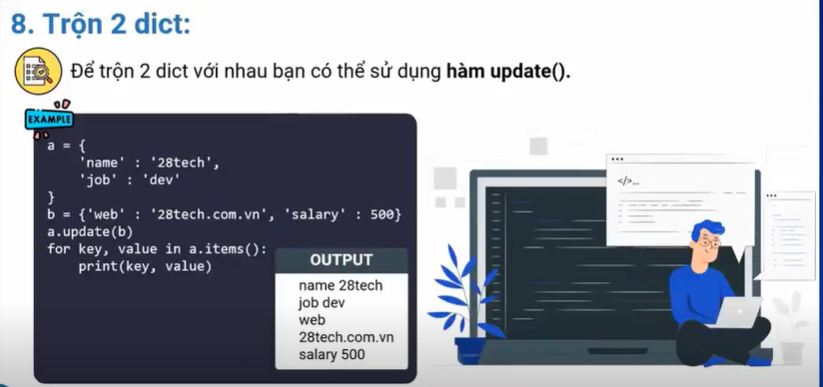 8. Trộn 2 dict:
Để trộn 2 dict với nhau bạn có thể sử dụng hàm update().
EXAMPLE
a = {
    'name' : '28tech',
    'job' : 'dev'
}
b = {'web' : '28tech.com.vn', 'salary' : 500}
a.update(b)
for key, value in a.items():
    print(key, value)
OUTPUT
name 28tech
job dev
web
28tech.com.vn
salary 500
</>...